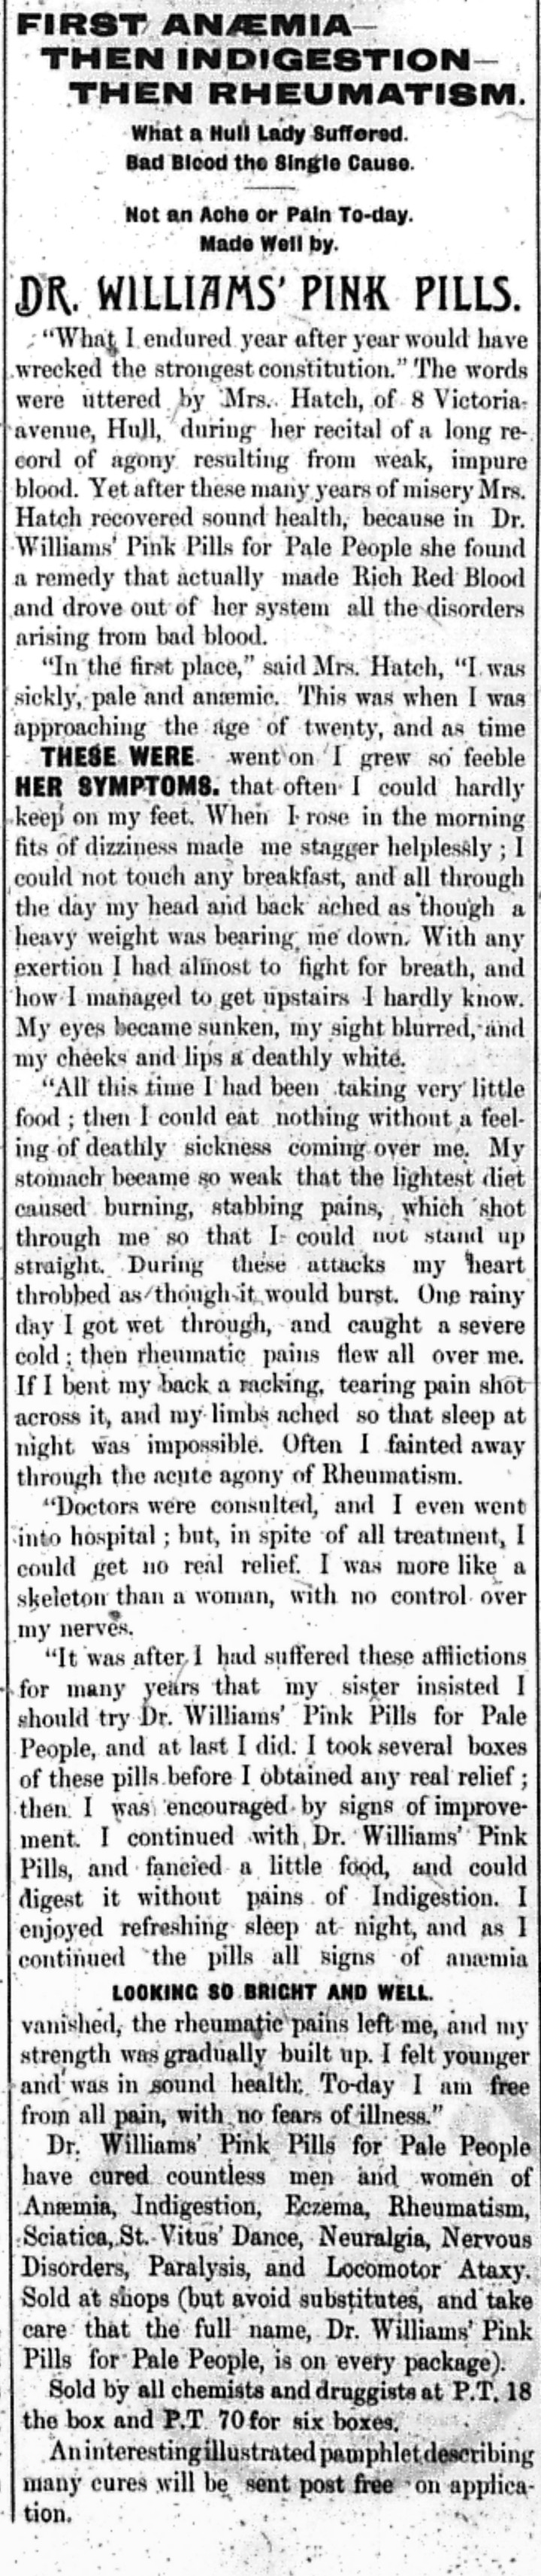 FIRST ANÆMIA—
THEN INDIGESTION—
THEN RHEUMATISM.
What a Hull Lady Suffered.
Bad Blood the Single Cause.
Not an Ache or Pain To-day.
Made Well by.
DR. WILLIAMS' PINK PILLS.
"What I endured year after year would have
wrecked the strongest constitution." The words
were uttered by Mrs. Hatch, of 8 Victoria-
avenue, Hull, during her recital of a long re-
cord of agony resulting from weak, impure
blood. Yet after these many years of misery Mrs.
Hatch recovered sound health, because in Dr.
Williams' Pink Pills for Pale People she found
a remedy that actually made Rich Red Blood
and drove out of her system all the disorders
arising from bad blood.
"In the first place," said Mrs. Hatch, "I was
sickly, pale and anæmic. This was when I was
approaching the age of twenty, and as time
THESE WERE went on I grew so feeble
HER SYMPTOMS. that often I could hardly
keep on my feet. When I rose in the morning
fits of dizziness made me stagger helplessly ; I
could not touch any breakfast, and all through
the day my head and back ached as though a
heavy weight was bearing me down. With any
exertion I had almost to fight for breath, and
how I managed to get upstairs I hardly know.
My eyes became sunken, my sight blurred, and
my cheeks and lips a deathly white.
"All this time I had been taking very little
food ; then I could eat nothing without a feel-
ing of deathly sickness coming over me. My
stomach became so weak that the lightest diet
caused burning, stabbing pains, which shot
through me so that I could not stand up
straight. During these attacks my heart
throbbed as though it would burst. One rainy
day I got wet through, and caught a severe
cold ; then rheumatic pains flew all over me.
If I bent my back a racking, tearing pain shot
across it, and my limbs ached so that sleep at
night was impossible. Often I fainted away
through the acute agony of Rheumatism.
"Doctors were consulted, and I even went
into hospital ; but, in spite of all treatment, I
could get no real relief. I was more like a
skeleton than a woman, with no control over
my nerves.
"It was after I had suffered these afflictions
for many years that my sister insisted I
should try Dr. Williams' Pink Pills for Pale
People, and at last I did. I took several boxes
of these pills before I obtained any real relief ;
then I was encouraged by signs of improve-
ment. I continued with Dr. Williams' Pink
Pills, and fancied a little food, and could
digest it without pains of Indigestion. I
enjoyed refreshing sleep at night, and as I
continued the pills all signs of anæmia
LOOKING SO BRIGHT AND WELL.
vanished, the rheumatic pains left me, and my
strength was gradually built up. I felt younger
and was in sound health. To-day I am free
from all pain, with no fears of illness."
Dr. Williams' Pink Pills for Pale People
have cured countless men and women of
Anæmia, Indigestion, Eczema, Rheumatism,
Sciatica, St. Vitus' Dance, Neuralgia, Nervous
Disorders, Paralysis, and Locomotor Ataxy.
Sold at shops (but avoid substitutes, and take
care that the full name, Dr. Williams' Pink
Pills for Pale People, is on every package).
Sold by all chemists and druggists at P.T. 18
the box and P.T. 70 for six boxes.
An interesting illustrated pamphlet describing
many cures will be sent post free on applica-
tion.